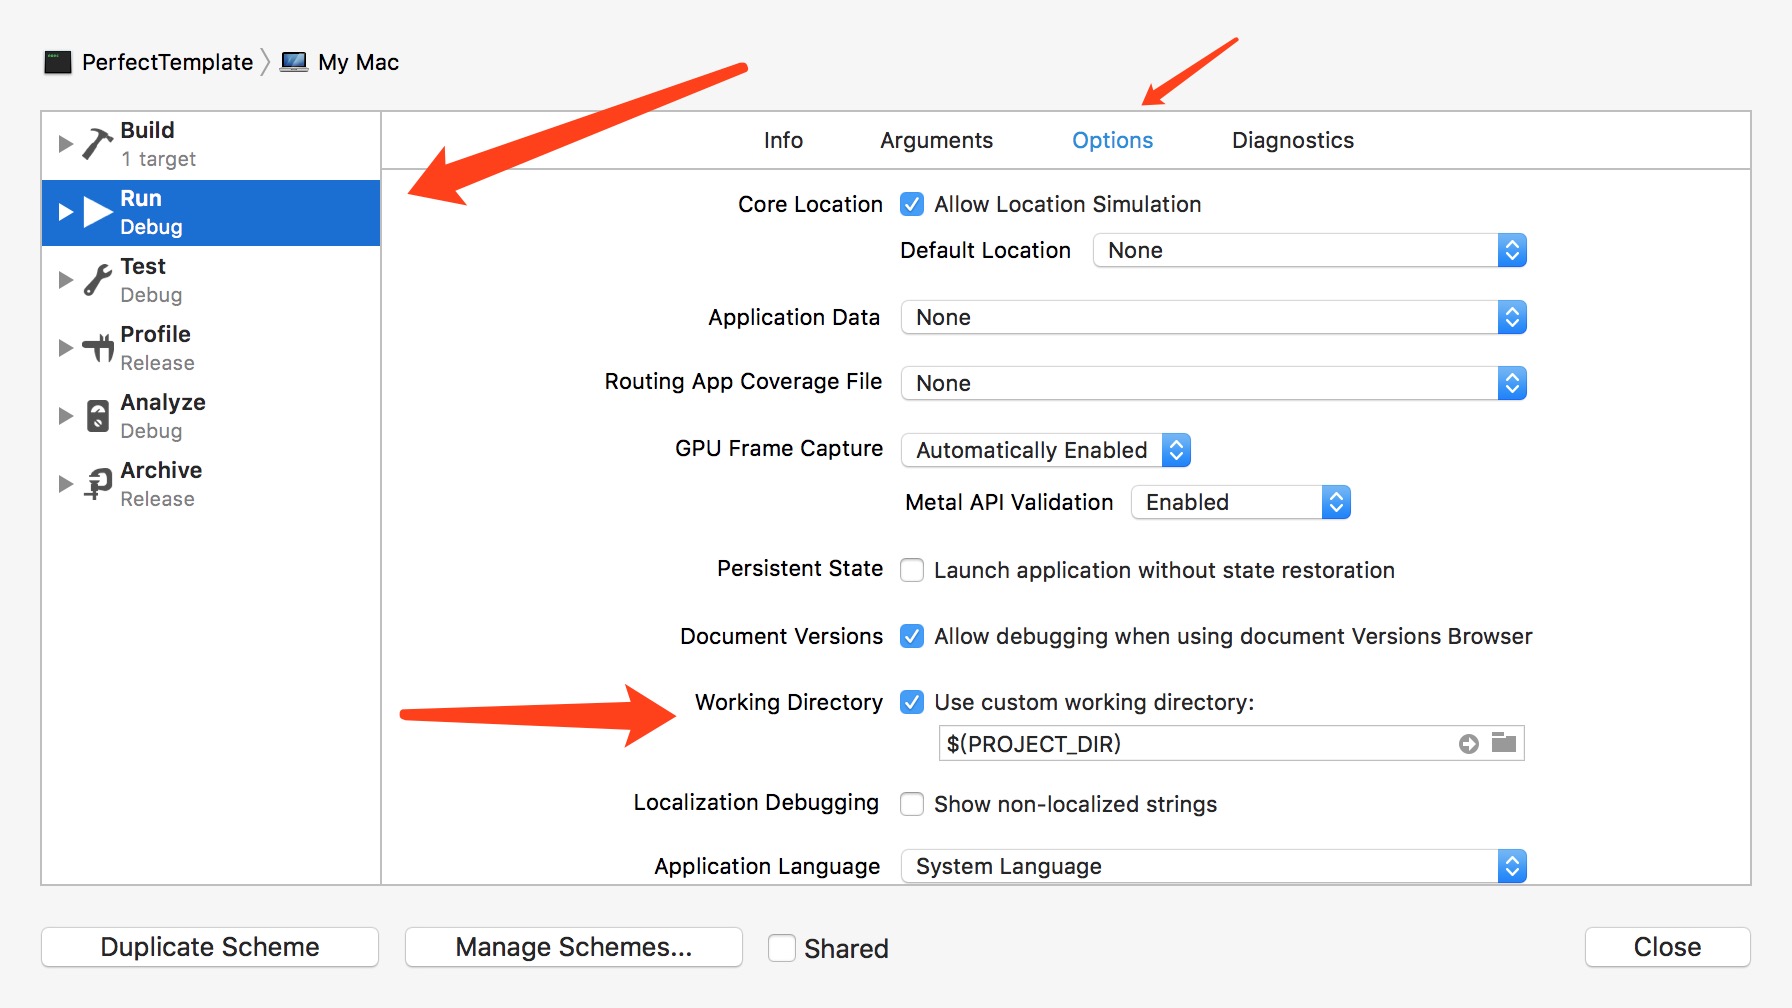 PerfectTemplate My Mac
Build
1 target
Run
Debug
Test
Debug
Profile
Release
Analyze
Debug
Archive
Release
Info Arguments Options Diagnostics
Core Location Allow Location Simulation
Default Location None
Application Data None
Routing App Coverage File None
GPU Frame Capture Automatically Enabled
Metal API Validation Enabled
Persistent State Launch application without state restoration
Document Versions Allow debugging when using document Versions Browser
Working Directory Use custom working directory:
$(PROJECT_DIR)
Localization Debugging Show non-localized strings
Application Language System Language
Duplicate Scheme Manage Schemes... Shared Close